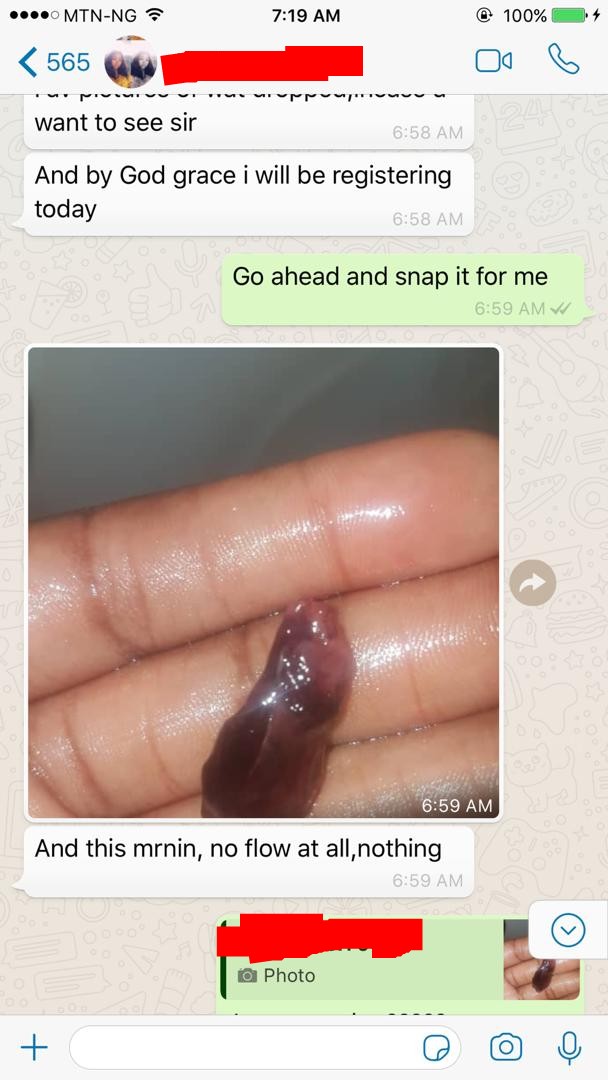 MTN-NG 7:19 AM 100%
565
want to see sir
6:58 AM
And by God grace i will be registering
today
6:58 AM
Go ahead and snap it for me
6:59 AM
6:59 AM
And this mrnin, no flow at all,nothing
6:59 AM
Photo